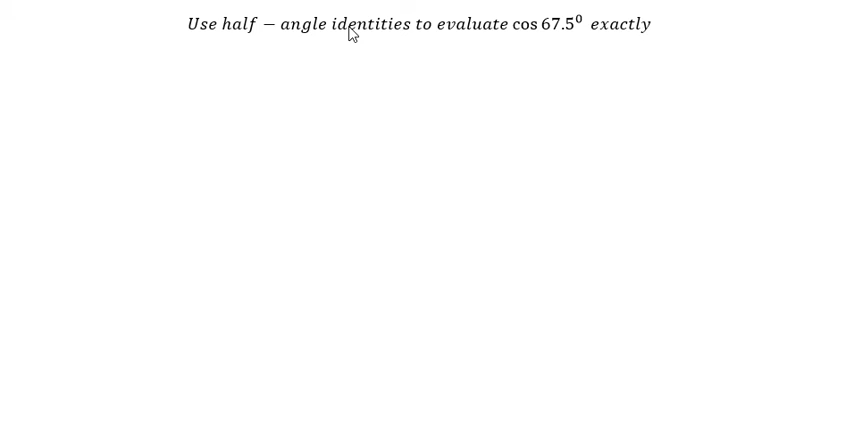 Use half − angle identities to evaluate cos 67.5⁰ exactly